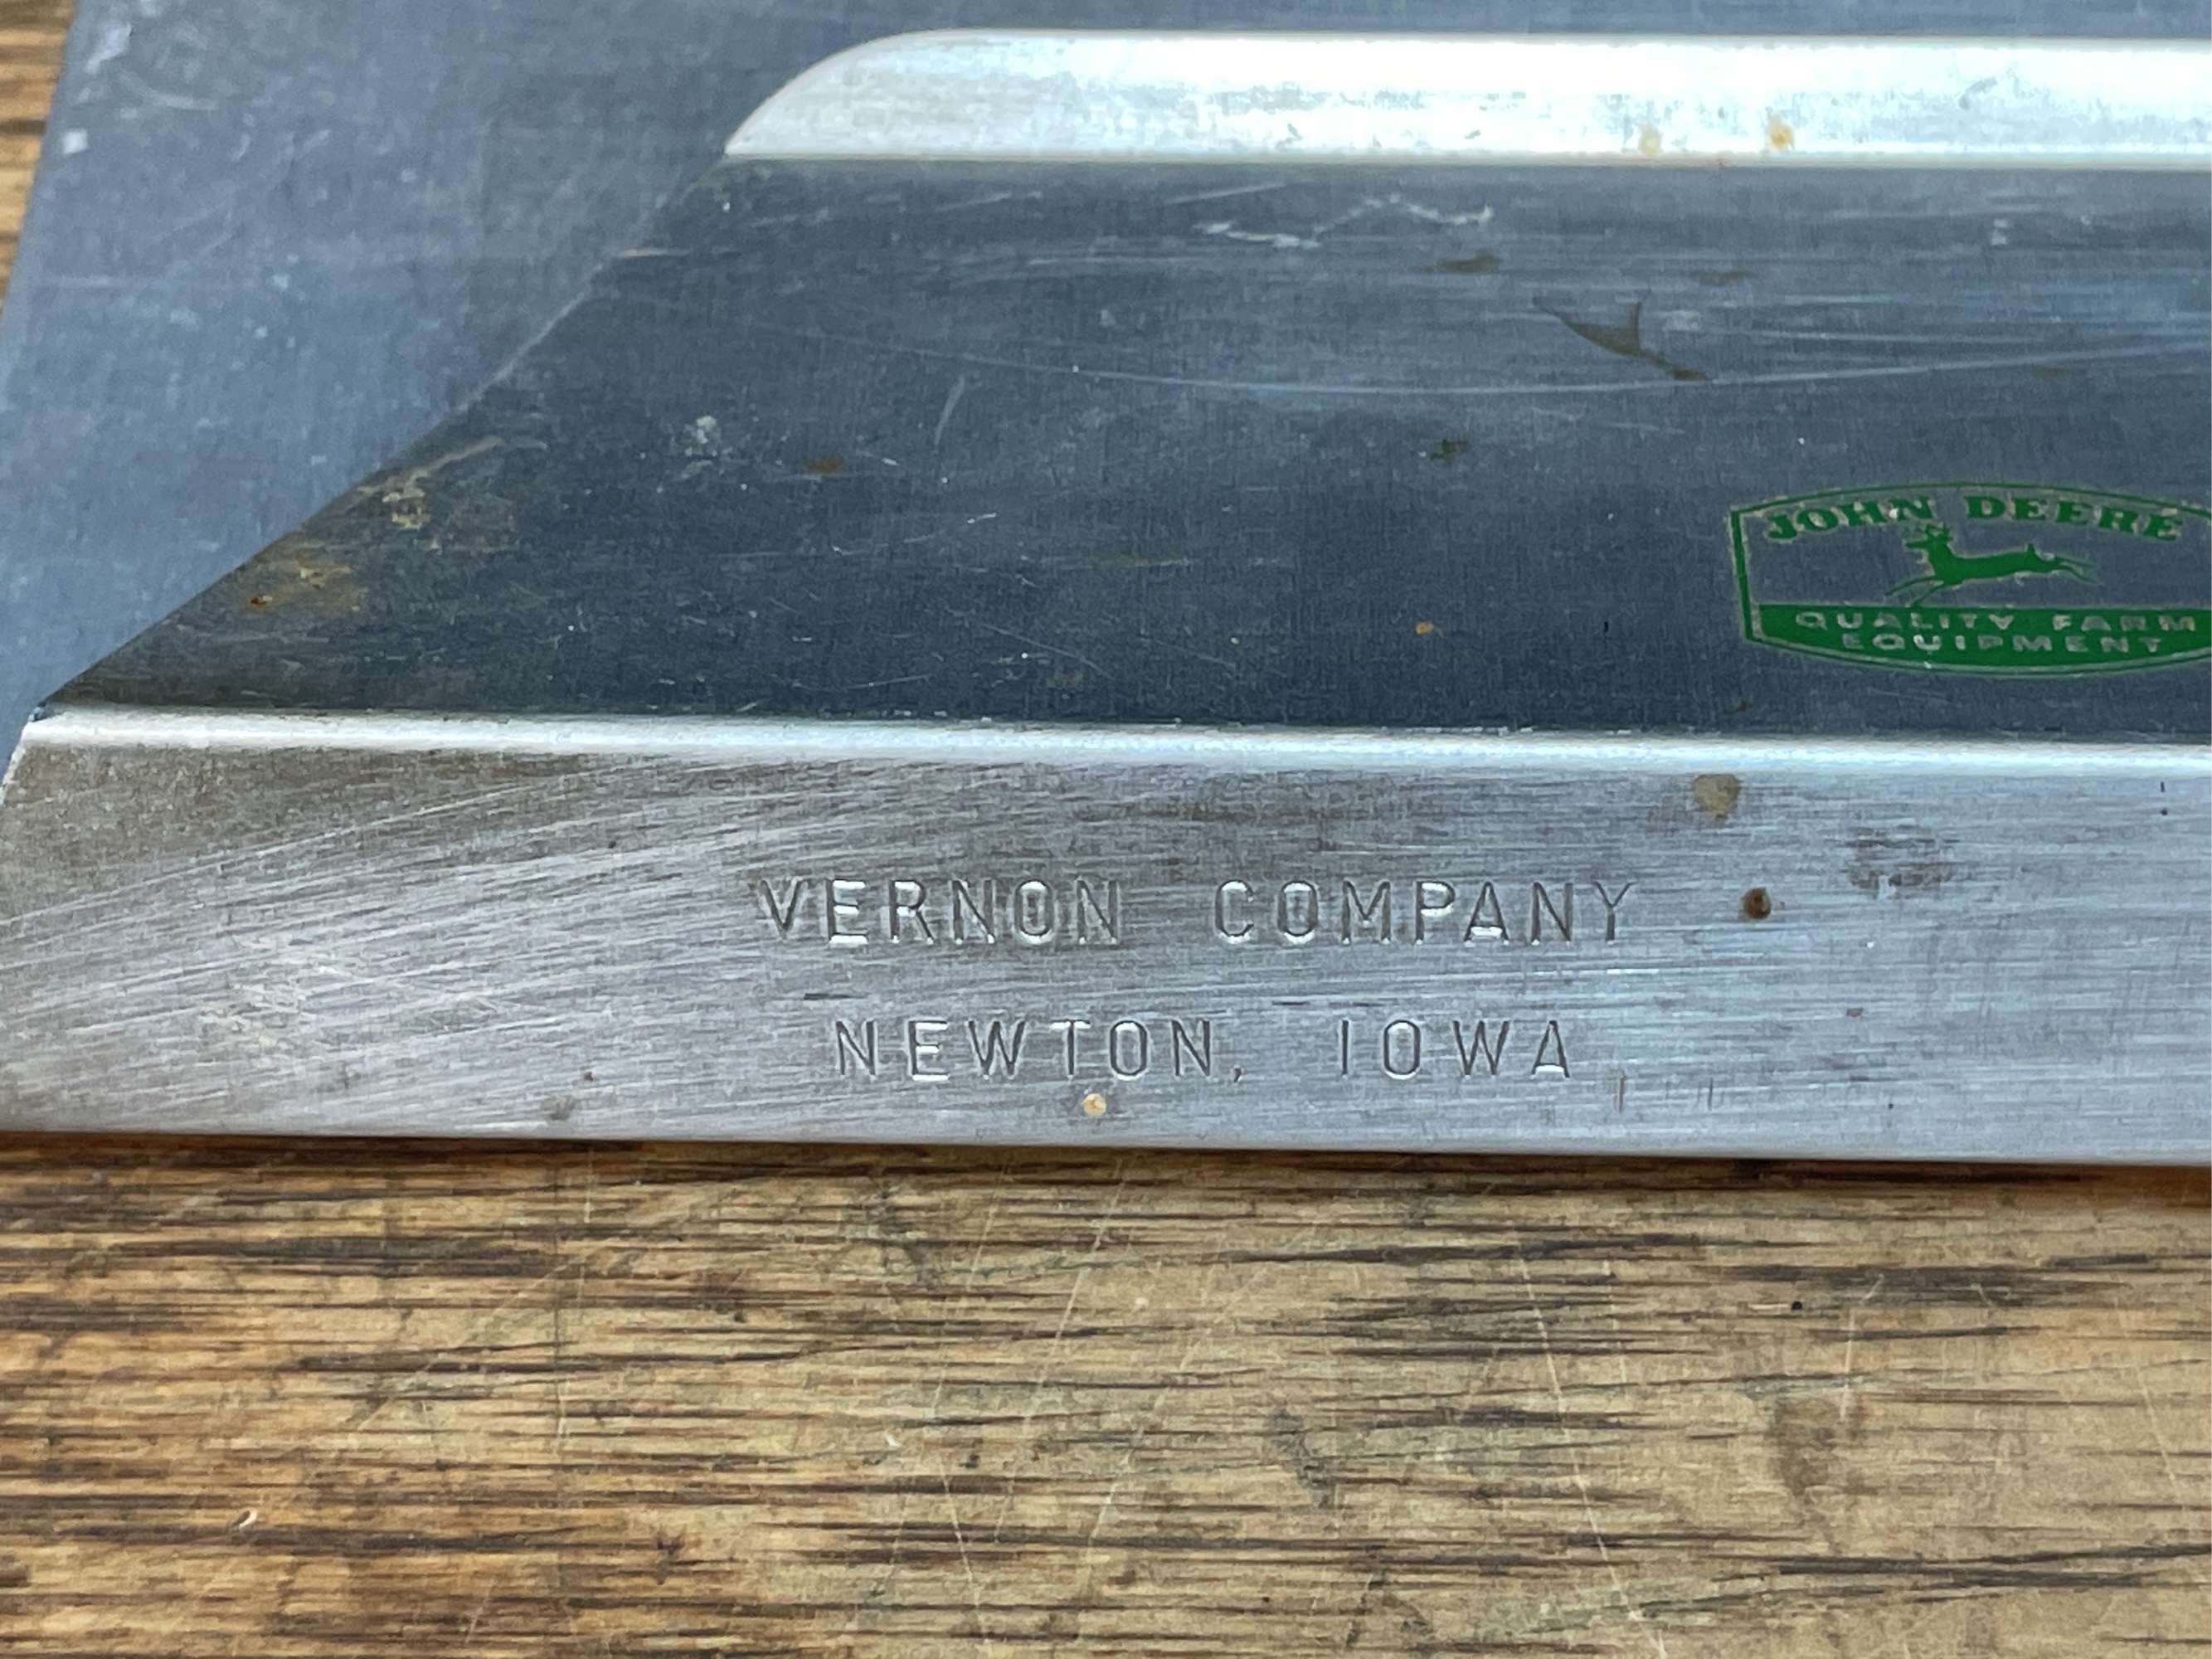 JOHN DEERE
QUALITY FARM
EQUIPMENT
VERNON COMPANY
NEWTON, IOWA